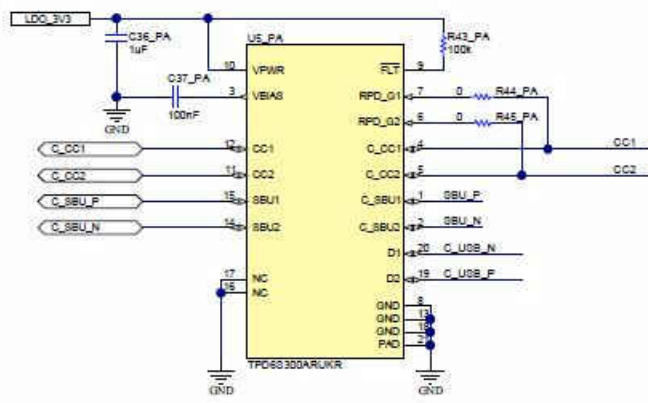 LDO_3V3
C36_PA
1uF
U5_PA
R43_PA
100k
10 VPWR
FLT 9
C37_PA
100nF
3 VBIAS
RPD_G1 7 0 R44_PA
GND
RPD_G2 6 0 R45_PA
C_CC1 12 CC1
C_CC1 4 CC1
C_CC2 11 CC2
C_CC2 5 CC2
C_SBU_P 15 SBU1
C_SBU1 1 SBU_P
C_SBU_N 14 SBU2
C_SBU2 2 SBU_N
D1 20 C_USB_N
17 NC
D2 19 C_USB_P
16 NC
GND 8
GND 13
GND 18
PAD
TPD6S300ARUKR
GND
GND